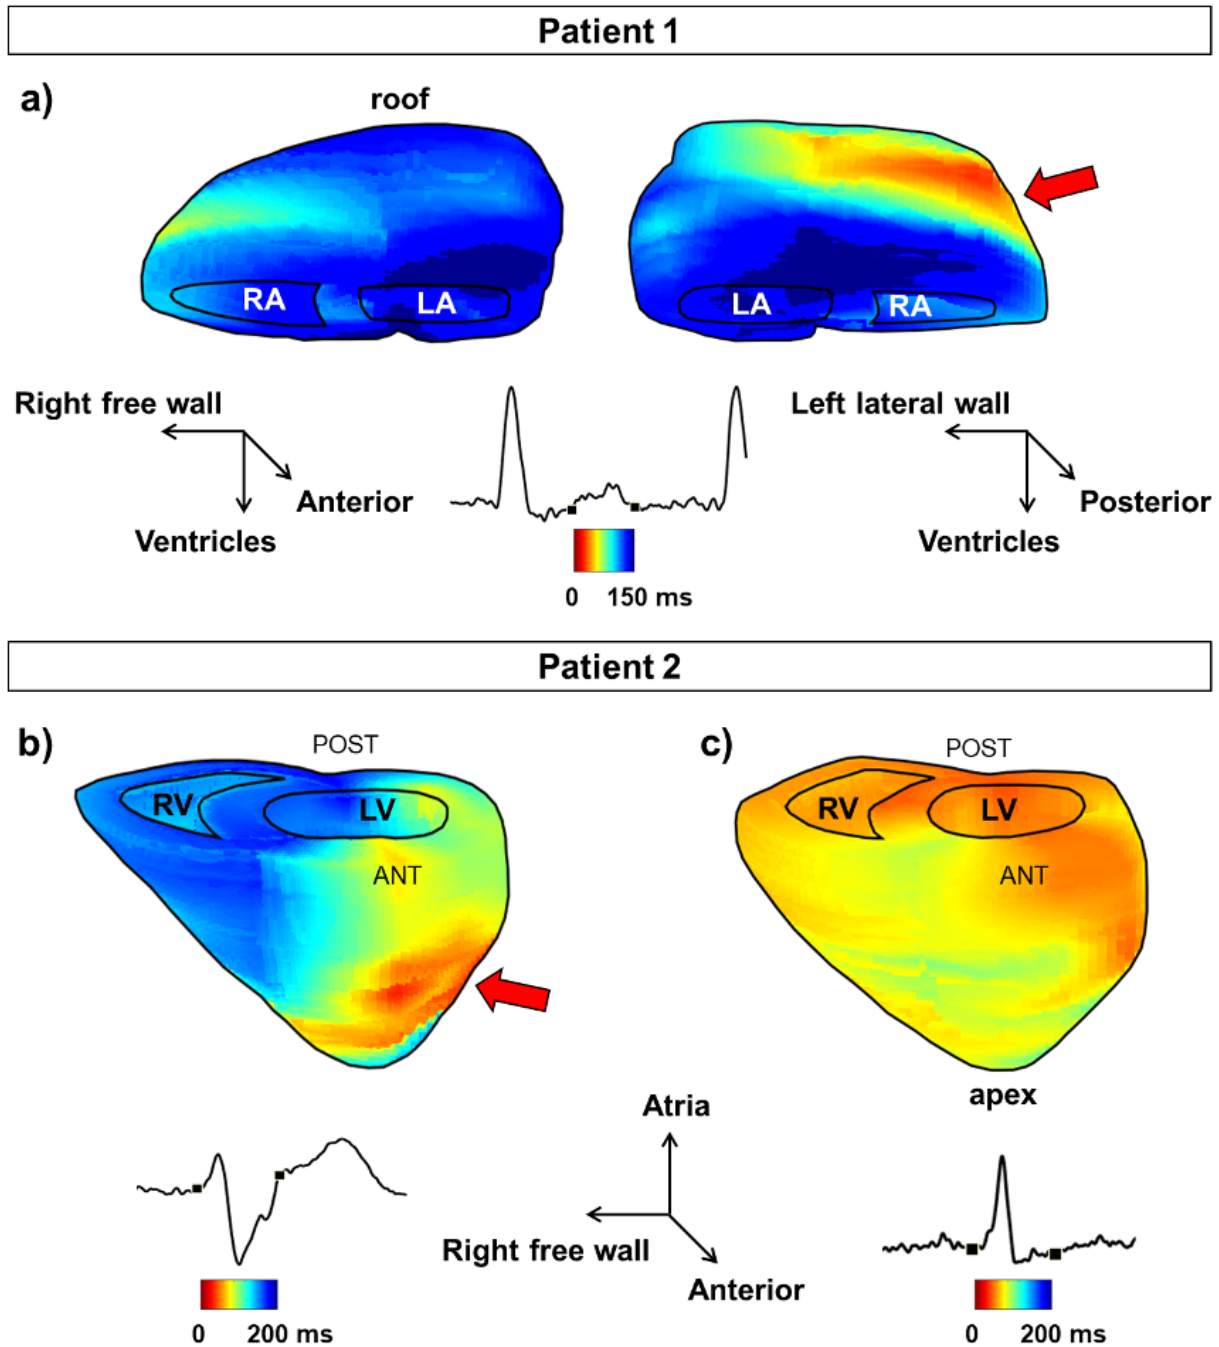 Patient 1
a)
roof
RA
LA
LA
RA
Right free wall
Anterior
Ventricles
0 150 ms
Left lateral wall
Posterior
Ventricles
Patient 2
b)
POST
RV
LV
ANT
c)
POST
RV
LV
ANT
apex
Atria
Right free wall
Anterior
0 200 ms
0 200 ms